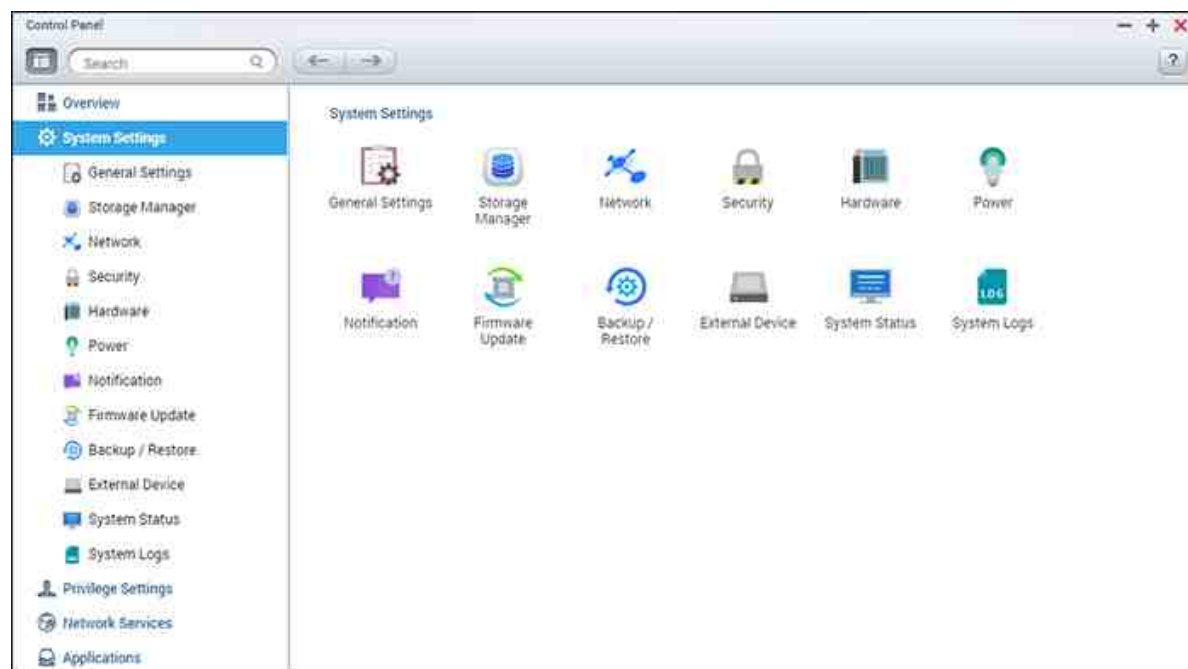 Control Panel
Search
?
Overview
System Settings
General Settings
Storage Manager
Network
Security
Hardware
Power
Notification
Firmware Update
Backup / Restore
External Device
System Status
System Logs
Privilege Settings
Network Services
Applications
System Settings
General Settings
Storage
Manager
Network
Security
Hardware
Power
Notification
Firmware
Update
Backup /
Restore
External Device
System Status
LOG
System Logs